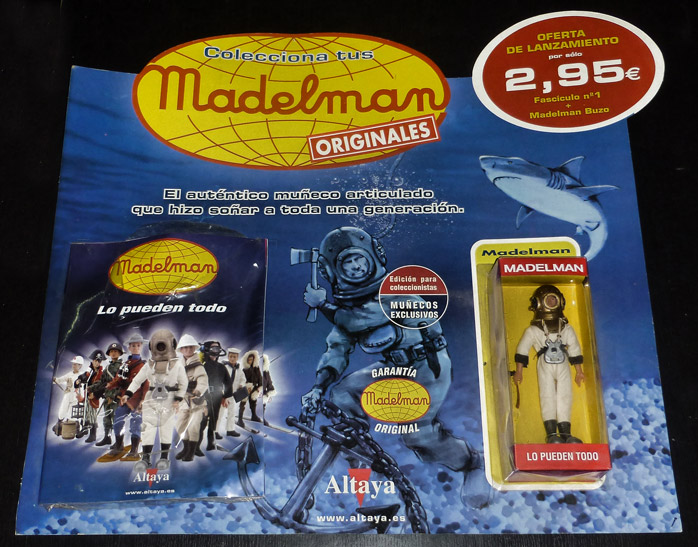 Colecciona tus
Madelman
ORIGINALES
OFERTA
DE LANZAMIENTO
por sólo
2,95€
Fascículo nº1
+
Madelman Buzo
El auténtico muñeco articulado
que hizo soñar a toda una generación.
Madelman
Lo pueden todo
Altaya
www.altaya.es
Edición para
coleccionistas
MUÑECOS
EXCLUSIVOS
GARANTÍA
Madelman
ORIGINAL
Altaya
www.altaya.es
Madelman
MADELMAN
LO PUEDEN TODO